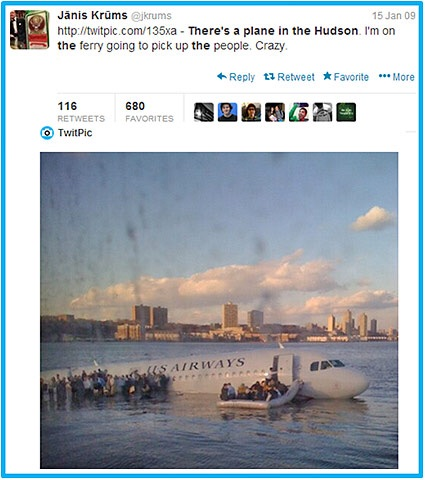 Jānis Krūms @jkrums 15 Jan 09
http://twitpic.com/135xa - There's a plane in the Hudson. I'm on
the ferry going to pick up the people. Crazy.
Reply Retweet Favorite More
116 680
RETWEETS FAVORITES
TwitPic
US AIRWAYS